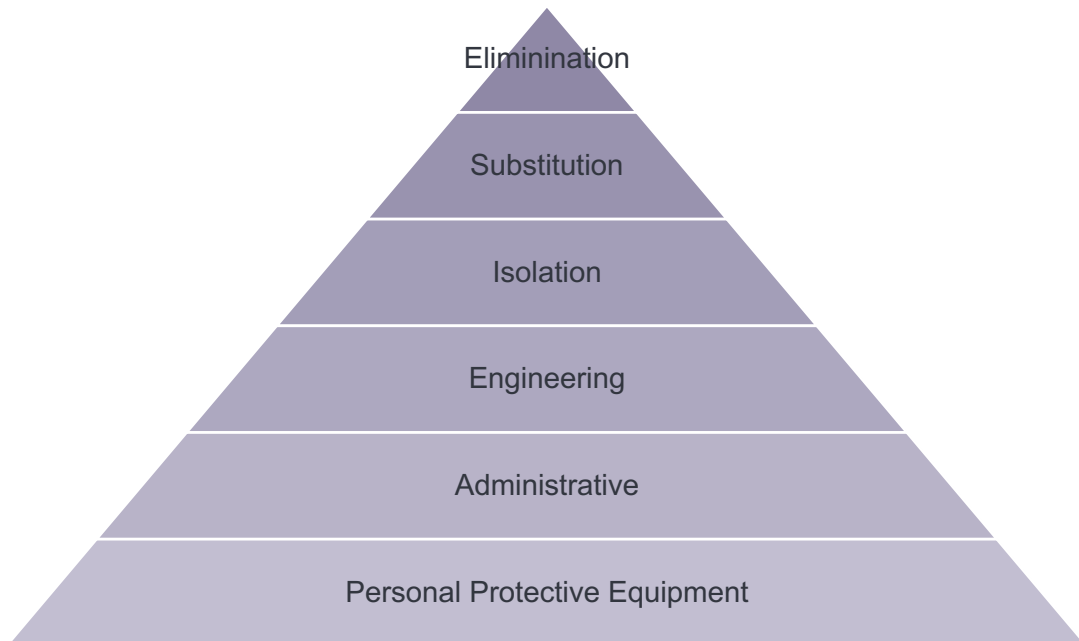 Eliminination
Substitution
Isolation
Engineering
Administrative
Personal Protective Equipment